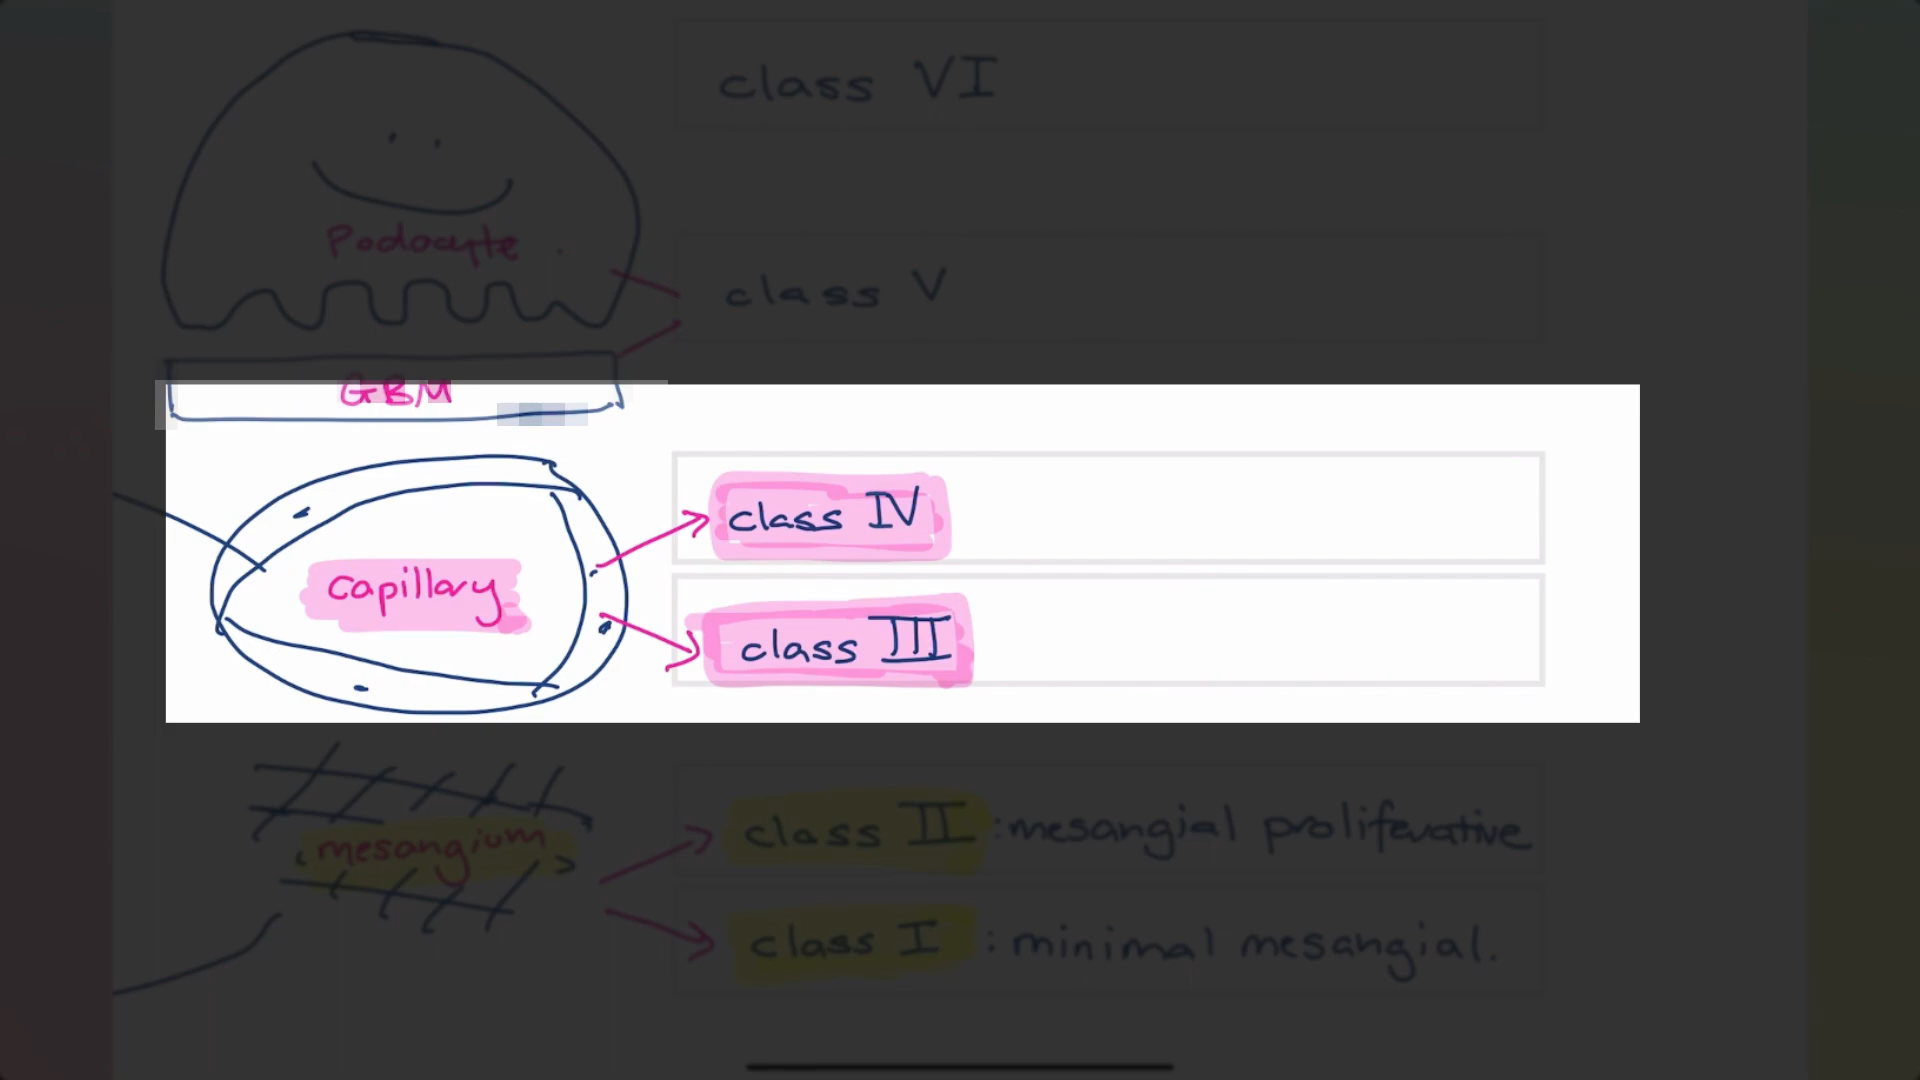 class VI
Podocyte
class V
GBM
class IV
capillary
class III
mesangium
class II : mesangial proliferative
class I : minimal mesangial.